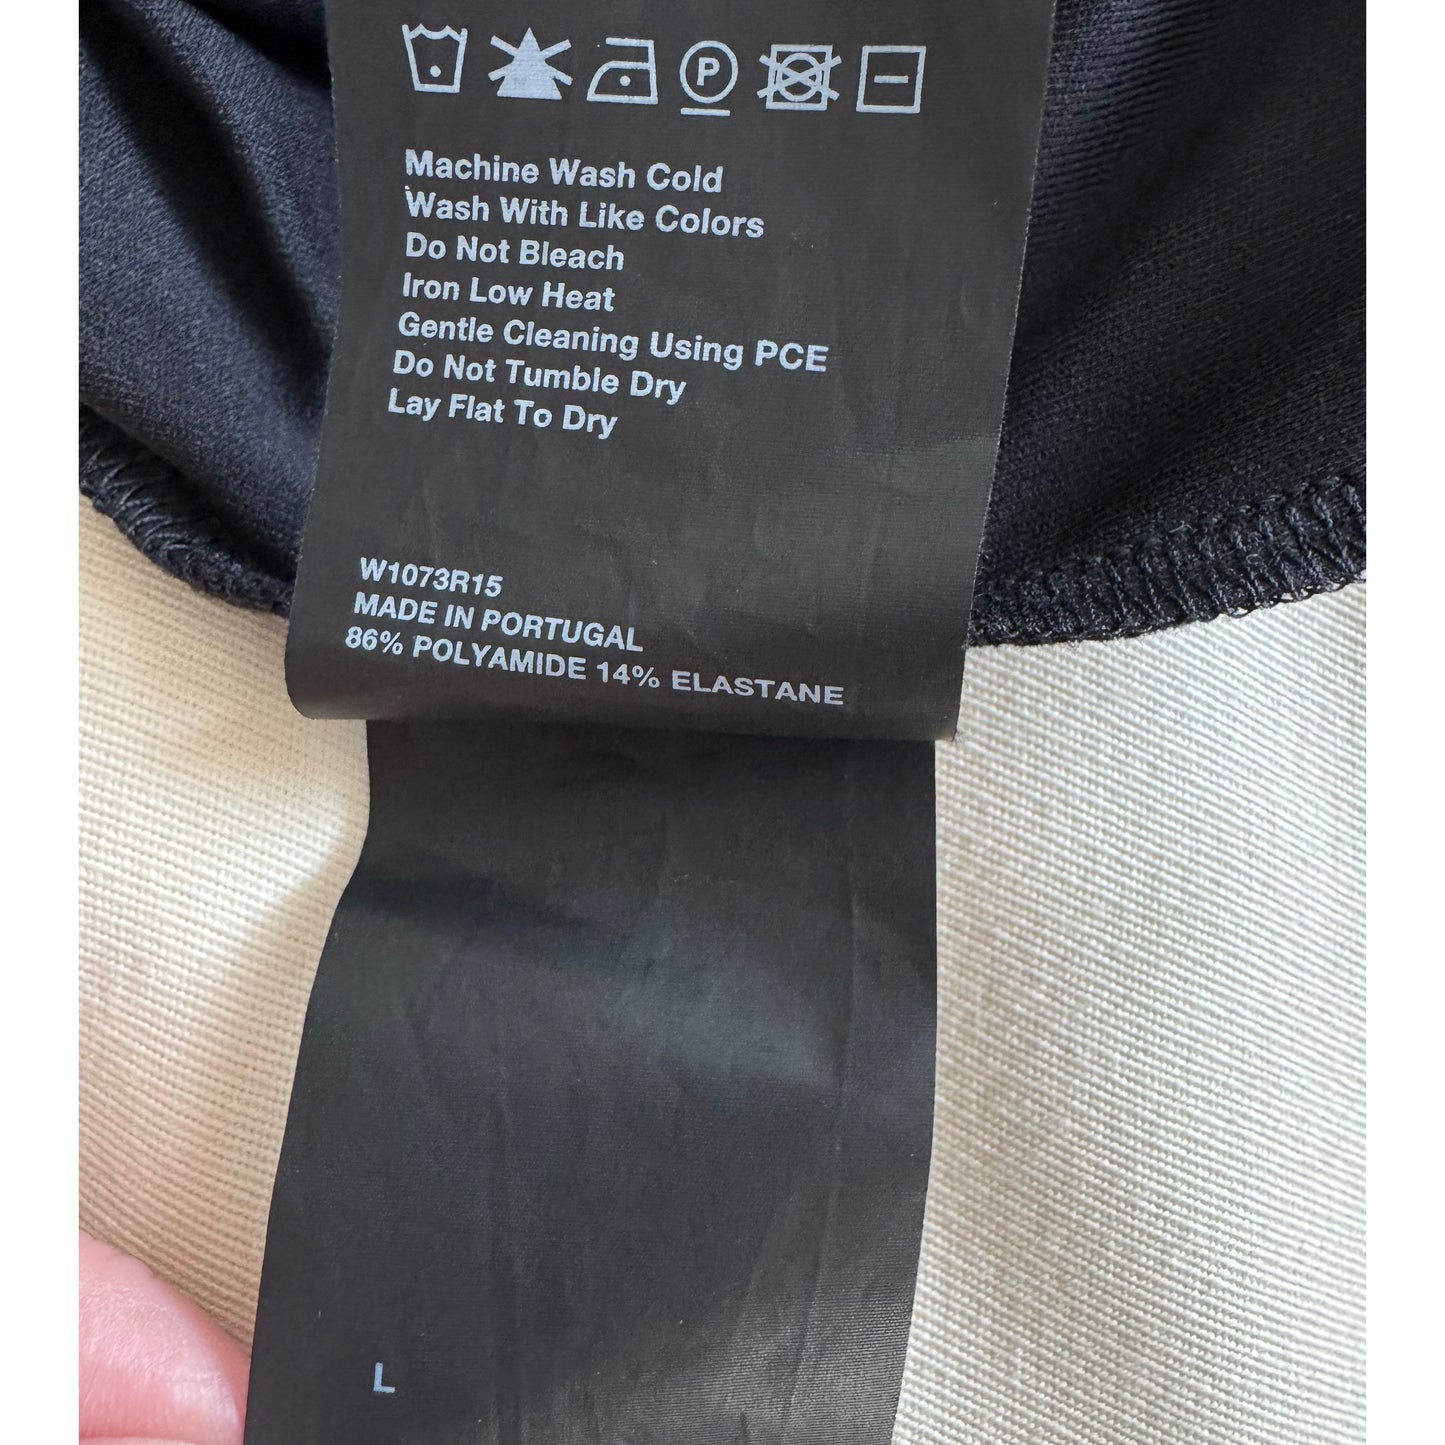 P
Machine Wash Cold
Wash With Like Colors
Do Not Bleach
Iron Low Heat
Gentle Cleaning Using PCE
Do Not Tumble Dry
Lay Flat To Dry
W1073R15
MADE IN PORTUGAL
86% POLYAMIDE 14% ELASTANE
L